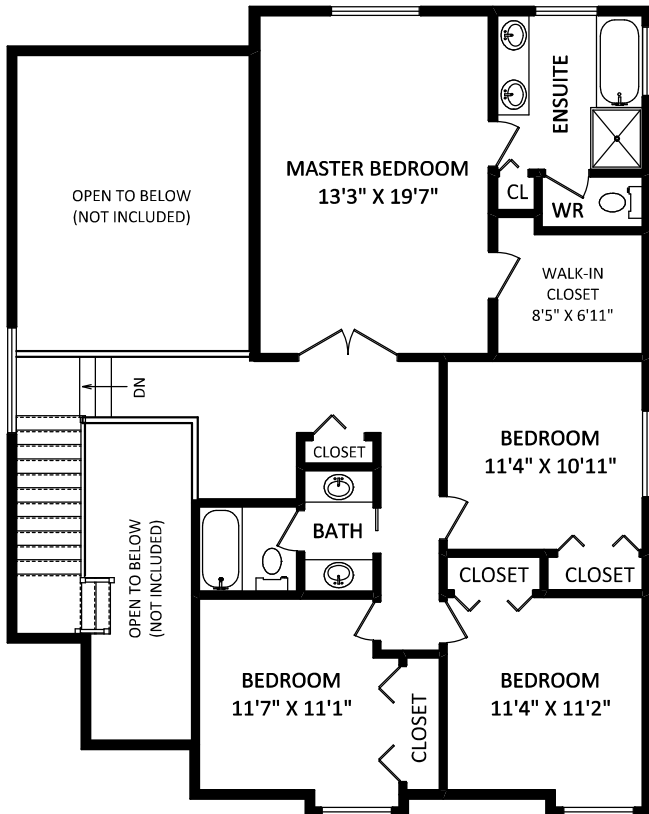 ENSUITE
MASTER BEDROOM
13'3" X 19'7"
OPEN TO BELOW
(NOT INCLUDED)
CL
WR
WALK-IN
CLOSET
8'5" X 6'11"
DN
CLOSET
BEDROOM
11'4" X 10'11"
BATH
OPEN TO BELOW
(NOT INCLUDED)
CLOSET
CLOSET
BEDROOM
11'7" X 11'1"
CLOSET
BEDROOM
11'4" X 11'2"